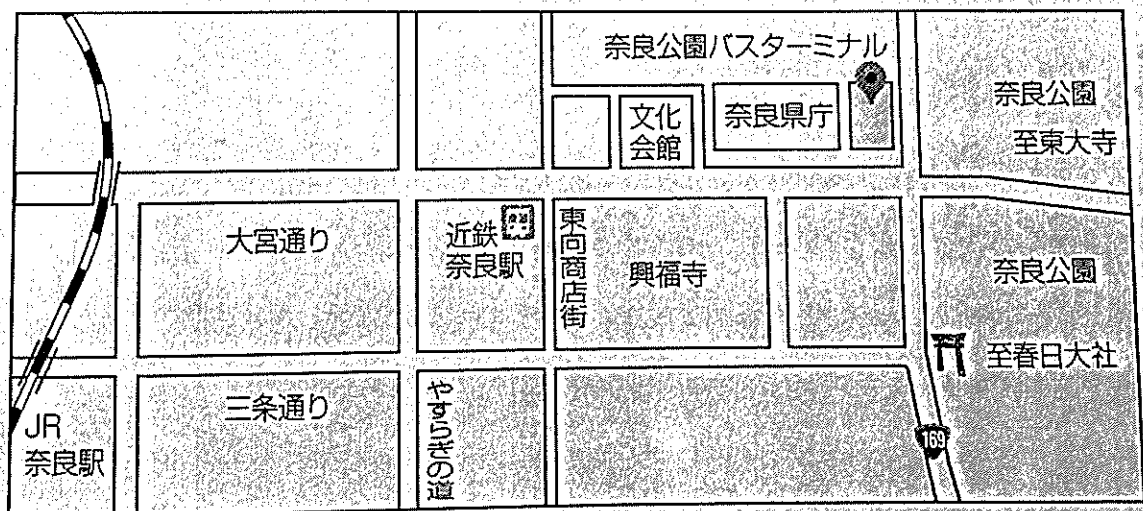 奈良公園バスターミナル
文化
会館
奈良県庁
奈良公園
至東大寺
大宮通り
近鉄
奈良駅
東向商店街
興福寺
奈良公園
至春日大社
三条通り
やすらぎの道
JR
奈良駅
169